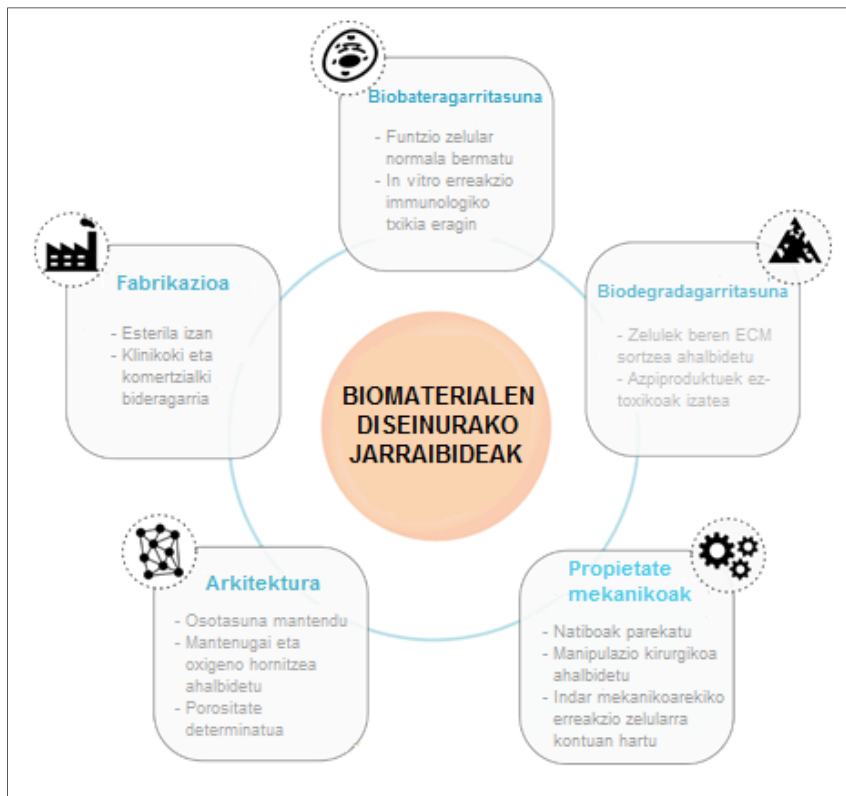 Biobateragarritasuna
- Funtzio zelular
normala bermatu
- In vitro erreakzio
immunologiko
txikia eragin
Fabrikazioa
- Esterila izan
- Klinikoki eta
komertzialki
bideragarria
Biodegradagarritasuna
- Zelulek beren ECM
sortzea ahalbidetu
- Azpiproduktuek ez-
toxikoak izatea
BIOMATERIALEN
DISEINURAKO
JARRAIBIDEAK
Arkitektura
- Osotasuna mantendu
- Mantenugai eta
oxigeno hornitzea
ahalbidetu
- Porositate
determinatua
Propietate
mekanikoak
- Natiboak parekatu
- Manipulazio kirurgikoa
ahalbidetu
- Indar mekanikoarekiko
erreakzio zelularra
kontuan hartu